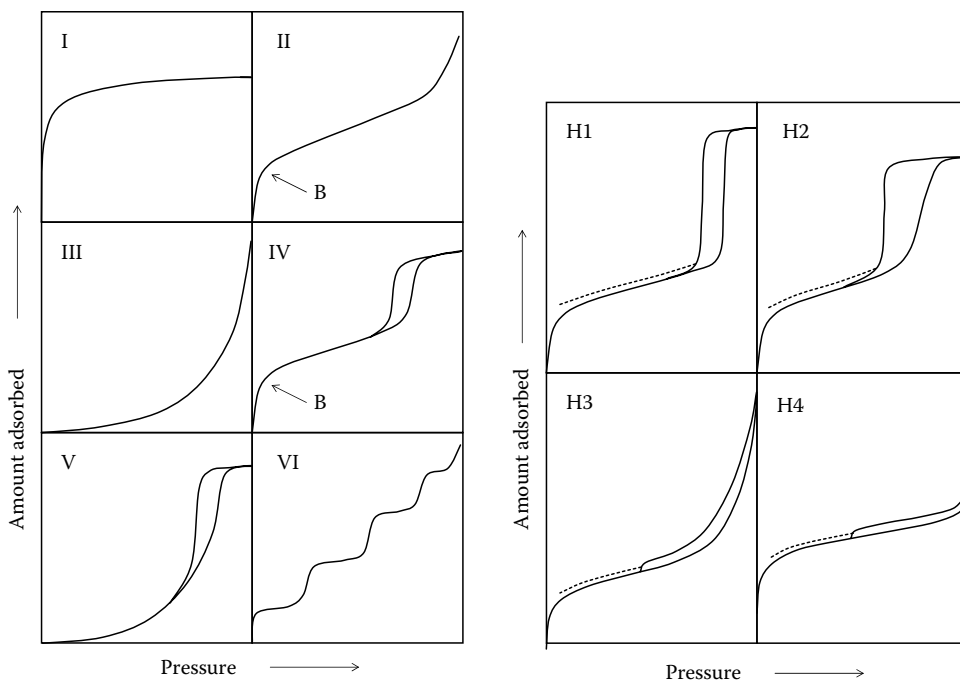 I
II
B
III
IV
B
V
VI
Amount adsorbed
Pressure
H1
H2
H3
H4
Amount adsorbed
Pressure